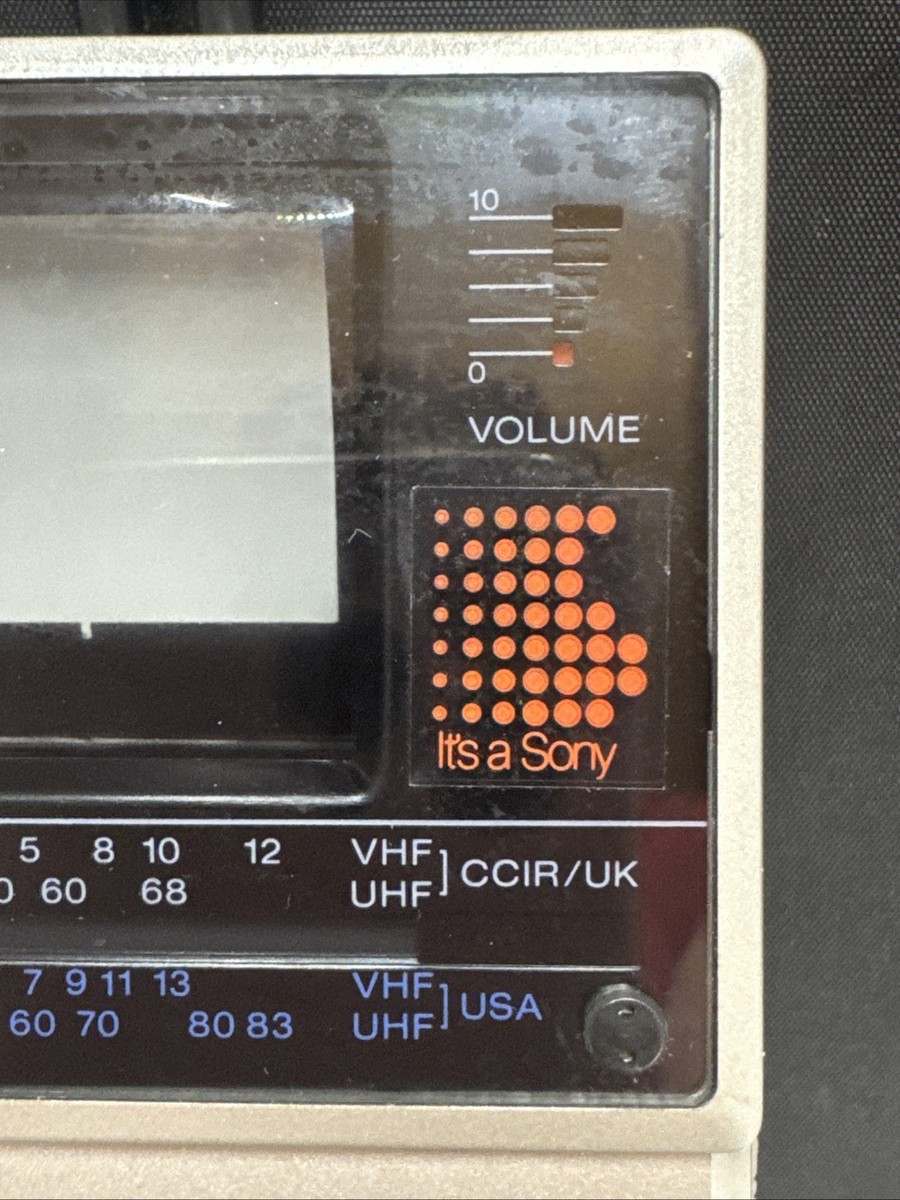 10
0
VOLUME
It's a Sony
5 8 10 12 VHF
60 68 UHF
CCIR/UK
7 9 11 13 VHF
60 70 80 83 UHF
USA